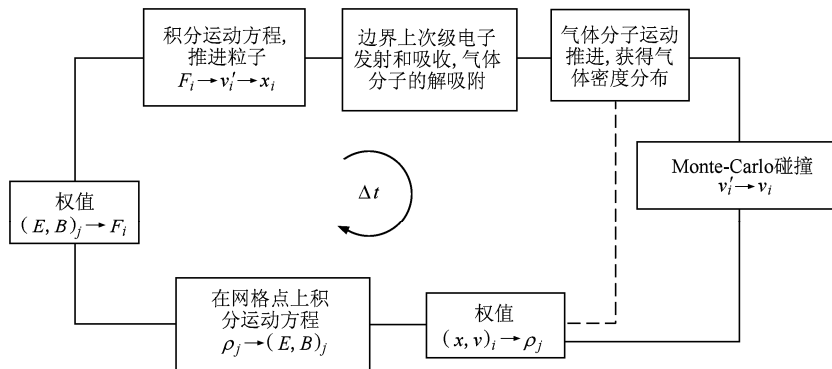 积分运动方程,
推进粒子
F_i→v_i′→x_i
边界上次级电子
发射和吸收,气体
分子的解吸附
气体分子运动
推进,获得气
体密度分布
Monte-Carlo碰撞
v_i′→v_i
权值
(E,B)_j→F_i
Δt
在网格点上积
分运动方程
ρ_j→(E,B)_j
权值
(x,v)_i→ρ_j